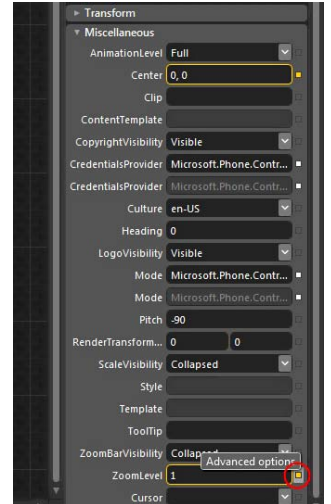 Transform
Miscellaneous
AnimationLevel Full
Center 0, 0
Clip
ContentTemplate
CopyrightVisibility Visible
CredentialsProvider Microsoft.Phone.Contr...
CredentialsProvider Microsoft.Phone.Contr...
Culture en-US
Heading 0
LogoVisibility Visible
Mode Microsoft.Phone.Contr...
Mode Microsoft.Phone.Contr...
Pitch -90
RenderTransform... 0 0
ScaleVisibility Collapsed
Style
Template
ToolTip
ZoomBarVisibility Collapsed
Advanced options
ZoomLevel 1
Cursor